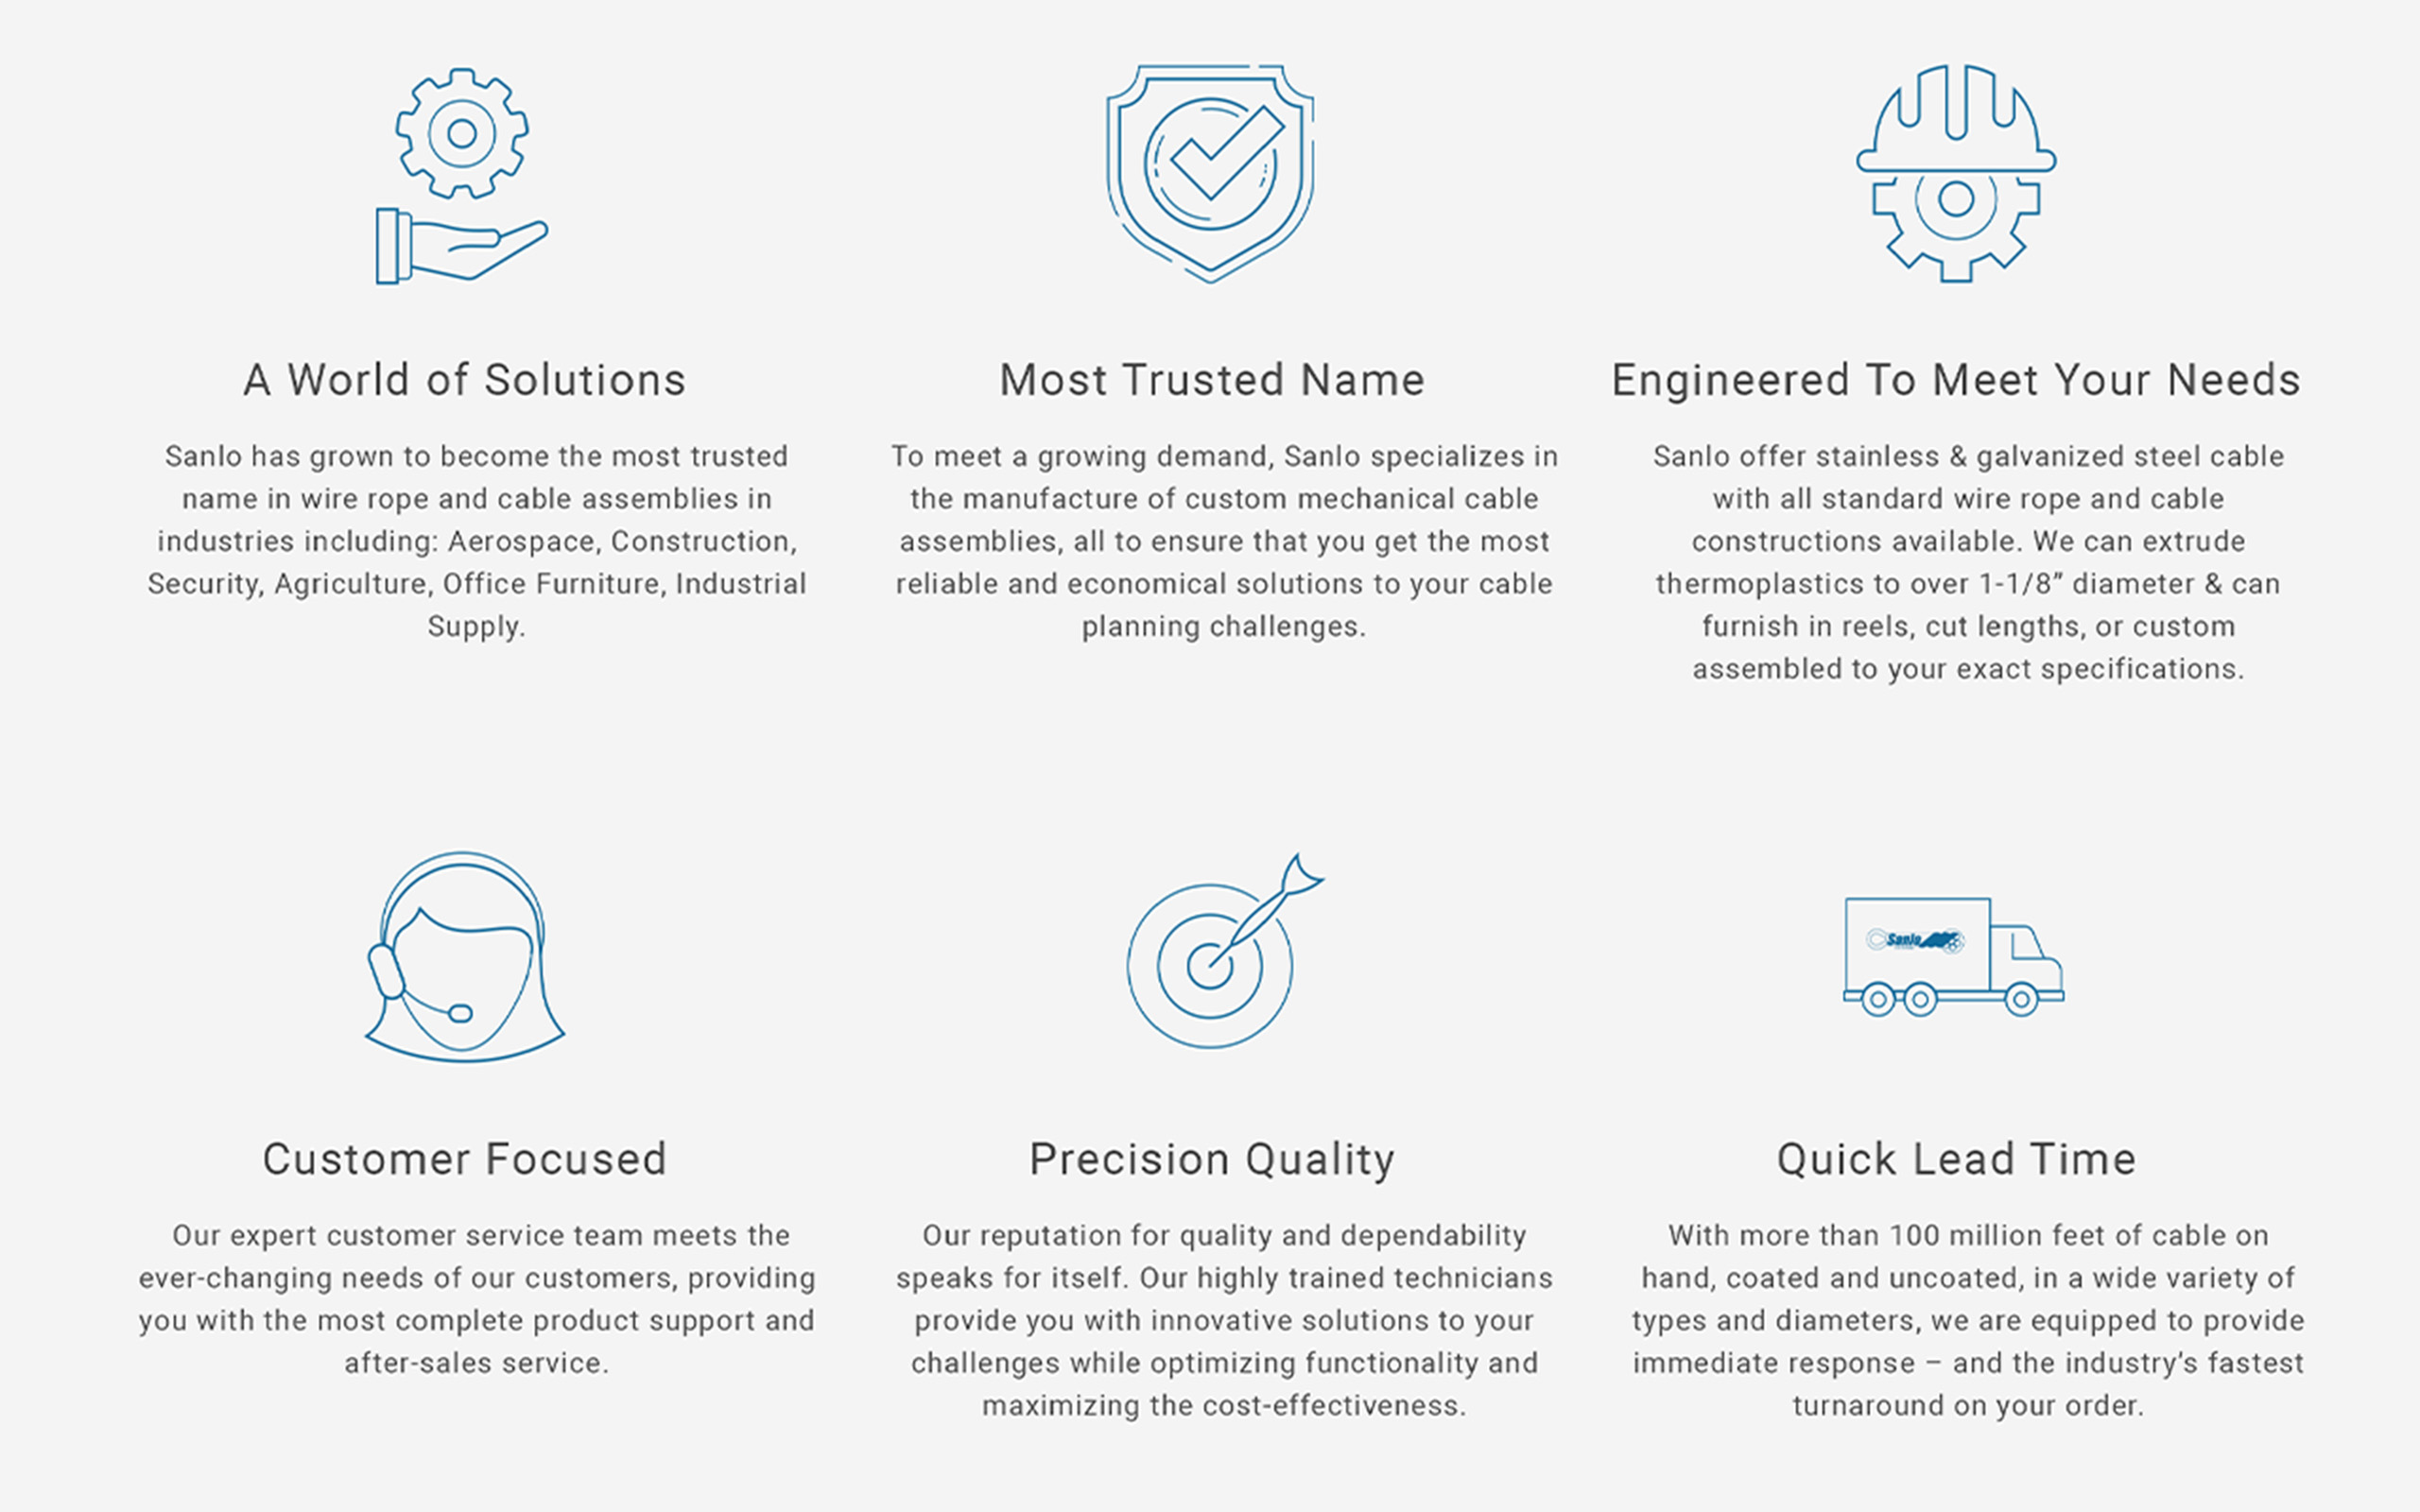 A World of Solutions
Sanlo has grown to become the most trusted
name in wire rope and cable assemblies in
industries including: Aerospace, Construction,
Security, Agriculture, Office Furniture, Industrial
Supply.
Most Trusted Name
To meet a growing demand, Sanlo specializes in
the manufacture of custom mechanical cable
assemblies, all to ensure that you get the most
reliable and economical solutions to your cable
planning challenges.
Engineered To Meet Your Needs
Sanlo offer stainless & galvanized steel cable
with all standard wire rope and cable
constructions available. We can extrude
thermoplastics to over 1-1/8” diameter & can
furnish in reels, cut lengths, or custom
assembled to your exact specifications.
Customer Focused
Our expert customer service team meets the
ever-changing needs of our customers, providing
you with the most complete product support and
after-sales service.
Precision Quality
Our reputation for quality and dependability
speaks for itself. Our highly trained technicians
provide you with innovative solutions to your
challenges while optimizing functionality and
maximizing the cost-effectiveness.
Sanlo
Quick Lead Time
With more than 100 million feet of cable on
hand, coated and uncoated, in a wide variety of
types and diameters, we are equipped to provide
immediate response – and the industry’s fastest
turnaround on your order.